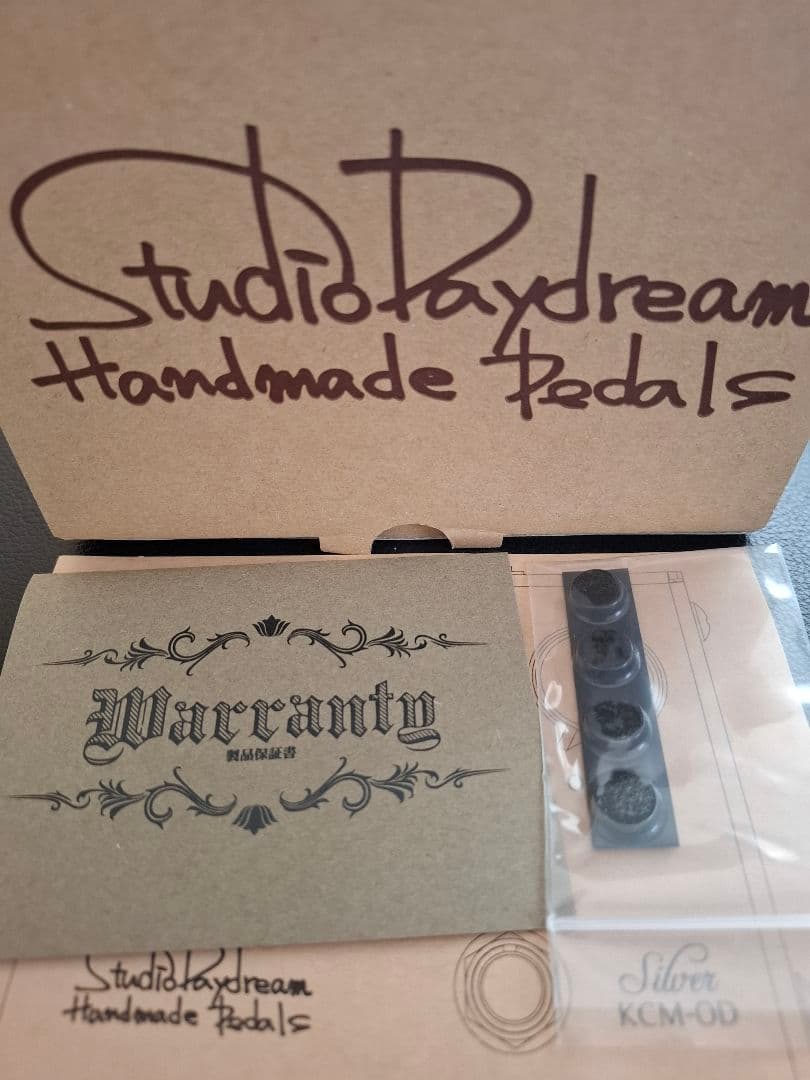 StudioDaydream
Handmade Pedals
Warranty
製品保証書
StudioDaydream
Handmade Pedals
Silver
KCM-OD